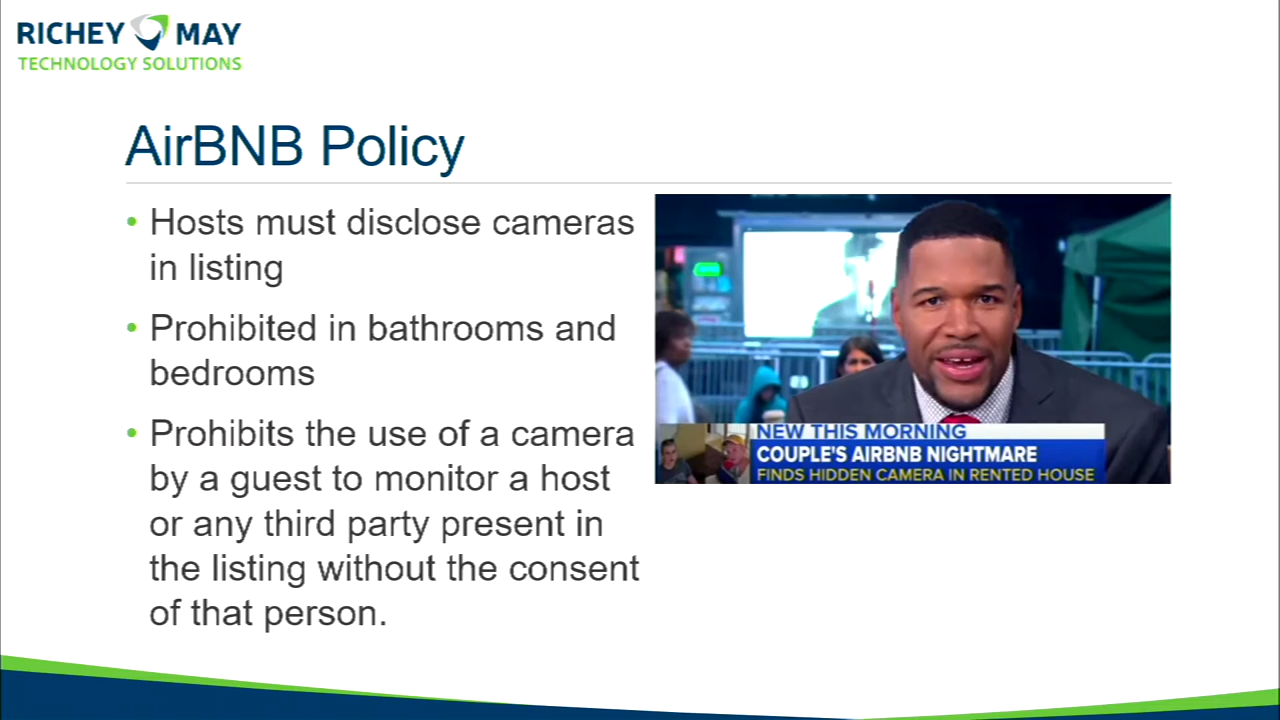 RICHEY MAY
TECHNOLOGY SOLUTIONS
AirBNB Policy
• Hosts must disclose cameras
in listing
• Prohibited in bathrooms and
bedrooms
• Prohibits the use of a camera
by a guest to monitor a host
or any third party present in
the listing without the consent
of that person.
NEW THIS MORNING
COUPLE'S AIRBNB NIGHTMARE
FINDS HIDDEN CAMERA IN RENTED HOUSE